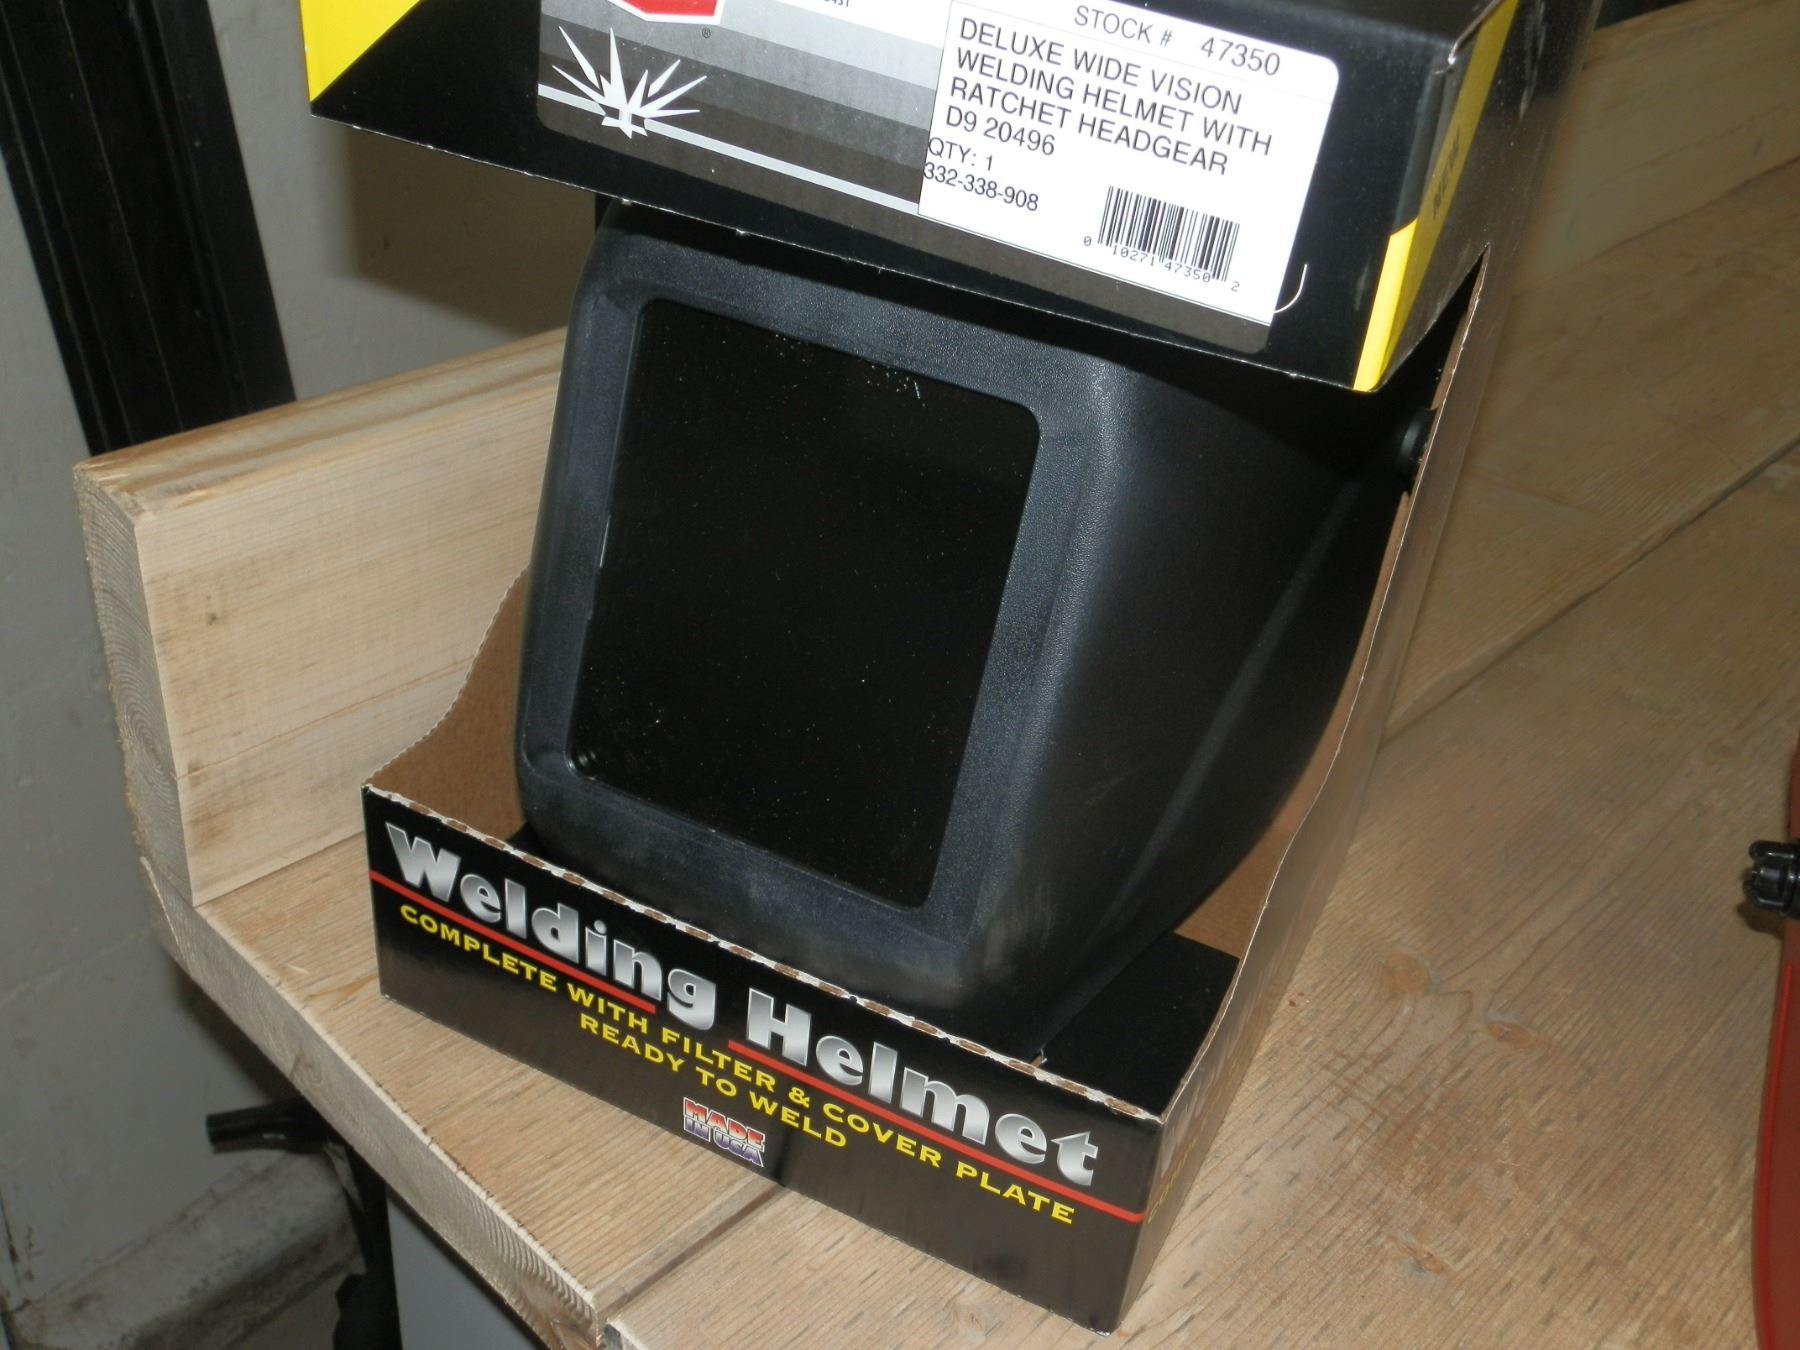 STOCK # 47350
DELUXE WIDE VISION
WELDING HELMET WITH
RATCHET HEADGEAR
D9 20496
QTY: 1
332-338-908
0 10271 47350 2
®
NEW
Welding Helmet
COMPLETE WITH FILTER & COVER PLATE
READY TO WELD
MADE
IN USA